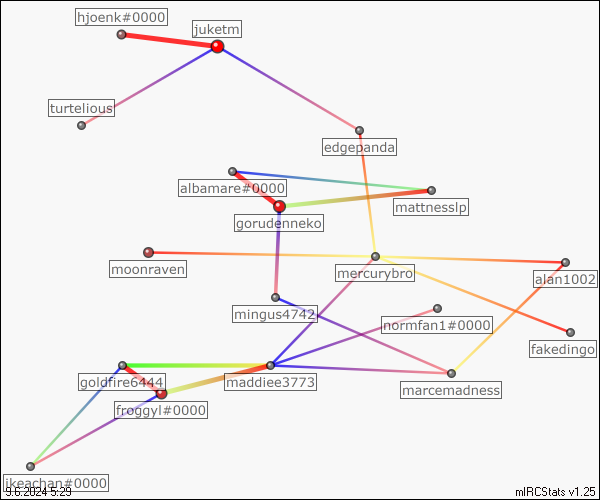 hjoenk#0000
juketm
turtelious
edgepanda
albamare#0000
mattnesslp
gorudenneko
moonraven
mercurybro
alan1002
mingus4742
normfan1#0000
fakedingo
goldfire6444
maddiee3773
marcemadness
froggyl#0000
ikeachan#0000
9.6.2024 5:29
mIRCStats v1.25